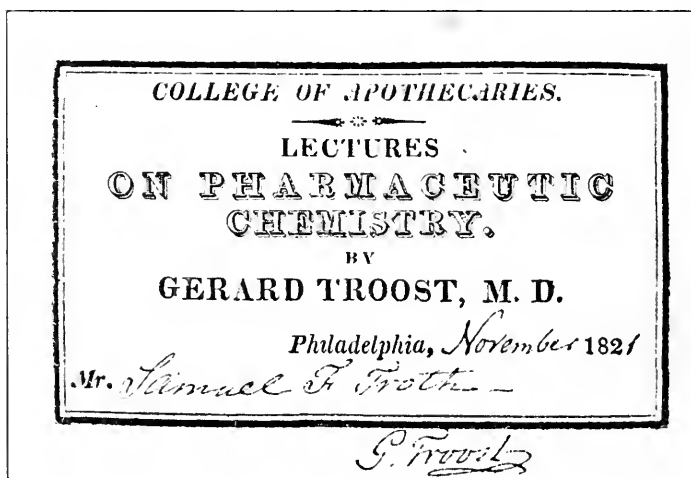 COLLEGE OF APOTHECARIES.
LECTURES
ON PHARMACEUTIC
CHEMISTRY.
BY
GERARD TROOST, M. D.
Philadelphia, November 1821
Mr. Samuel F Troth
G. Troost